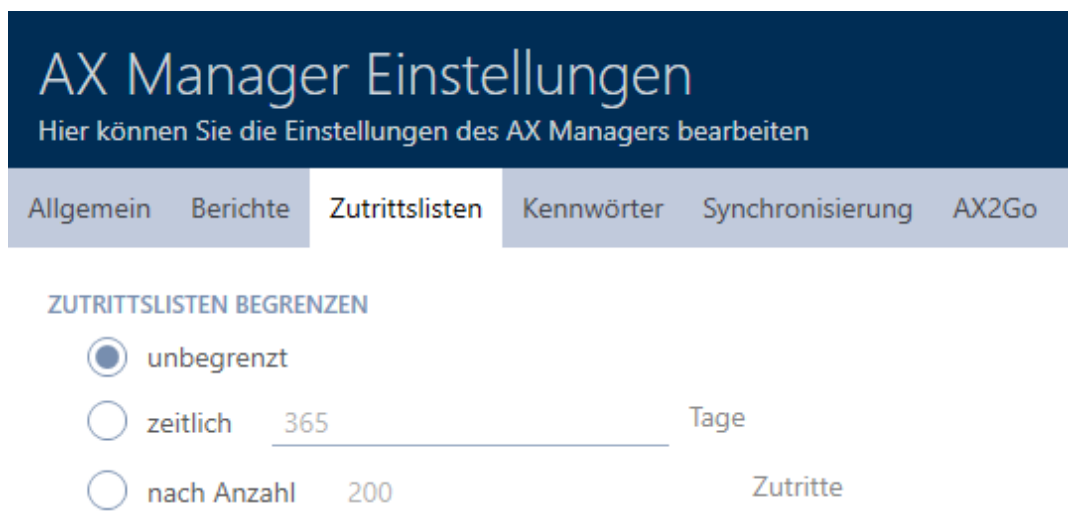 AX Manager Einstellungen
Hier können Sie die Einstellungen des AX Managers bearbeiten
Allgemein Berichte Zutrittslisten Kennwörter Synchronisierung AX2Go
ZUTRITTSLISTEN BEGRENZEN
unbegrenzt
zeitlich 365 Tage
nach Anzahl 200 Zutritte